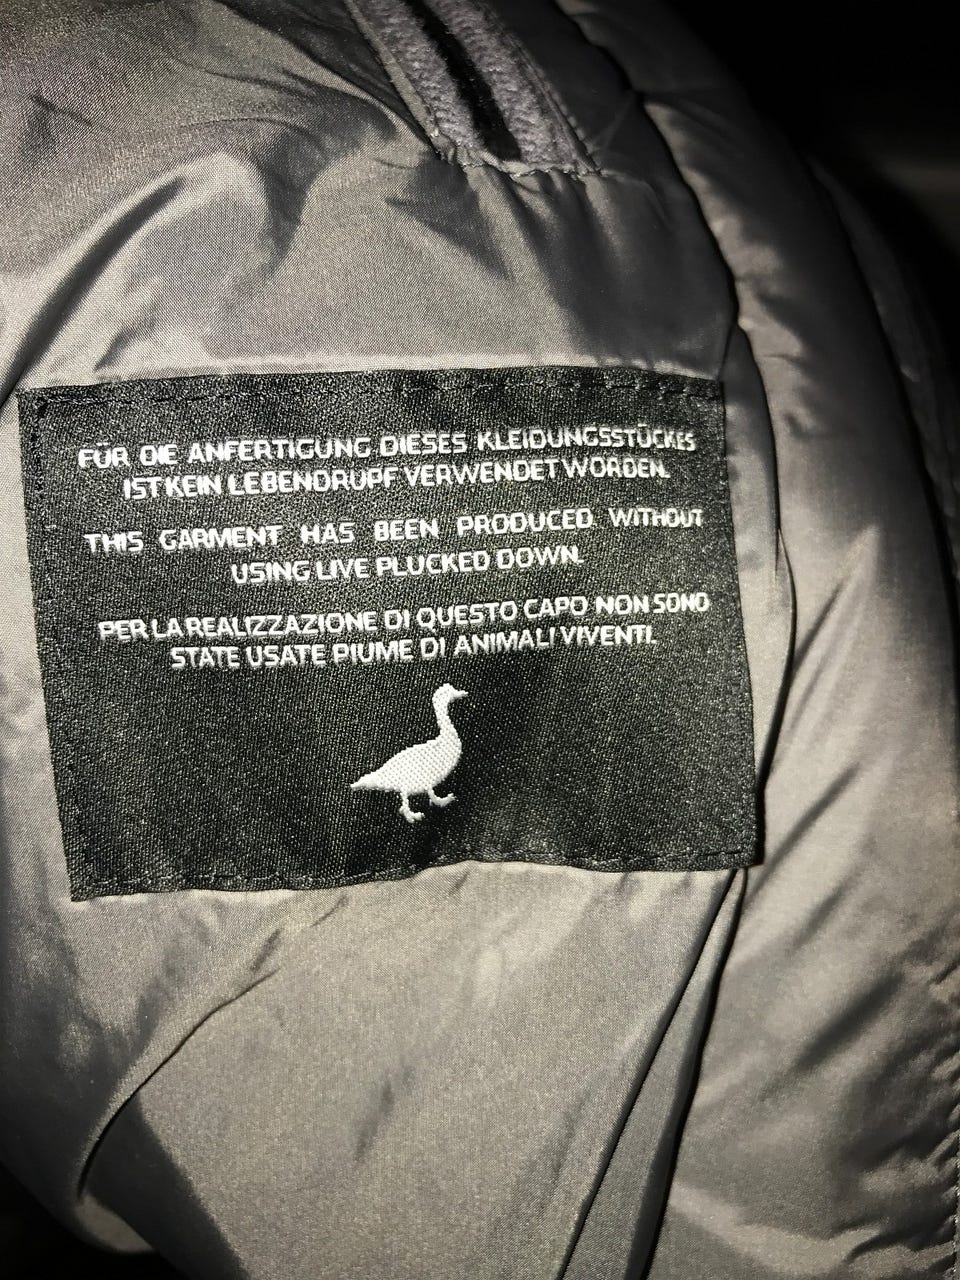 FÜR DIE ANFERTIGUNG DIESES KLEIDUNGSSTÜCKES
IST KEIN LEBENDRUPF VERWENDET WORDEN.
THIS GARMENT HAS BEEN PRODUCED WITHOUT
USING LIVE PLUCKED DOWN.
PER LA REALIZZAZIONE DI QUESTO CAPO NON SONO
STATE USATE PIUME DI ANIMALI VIVENTI.